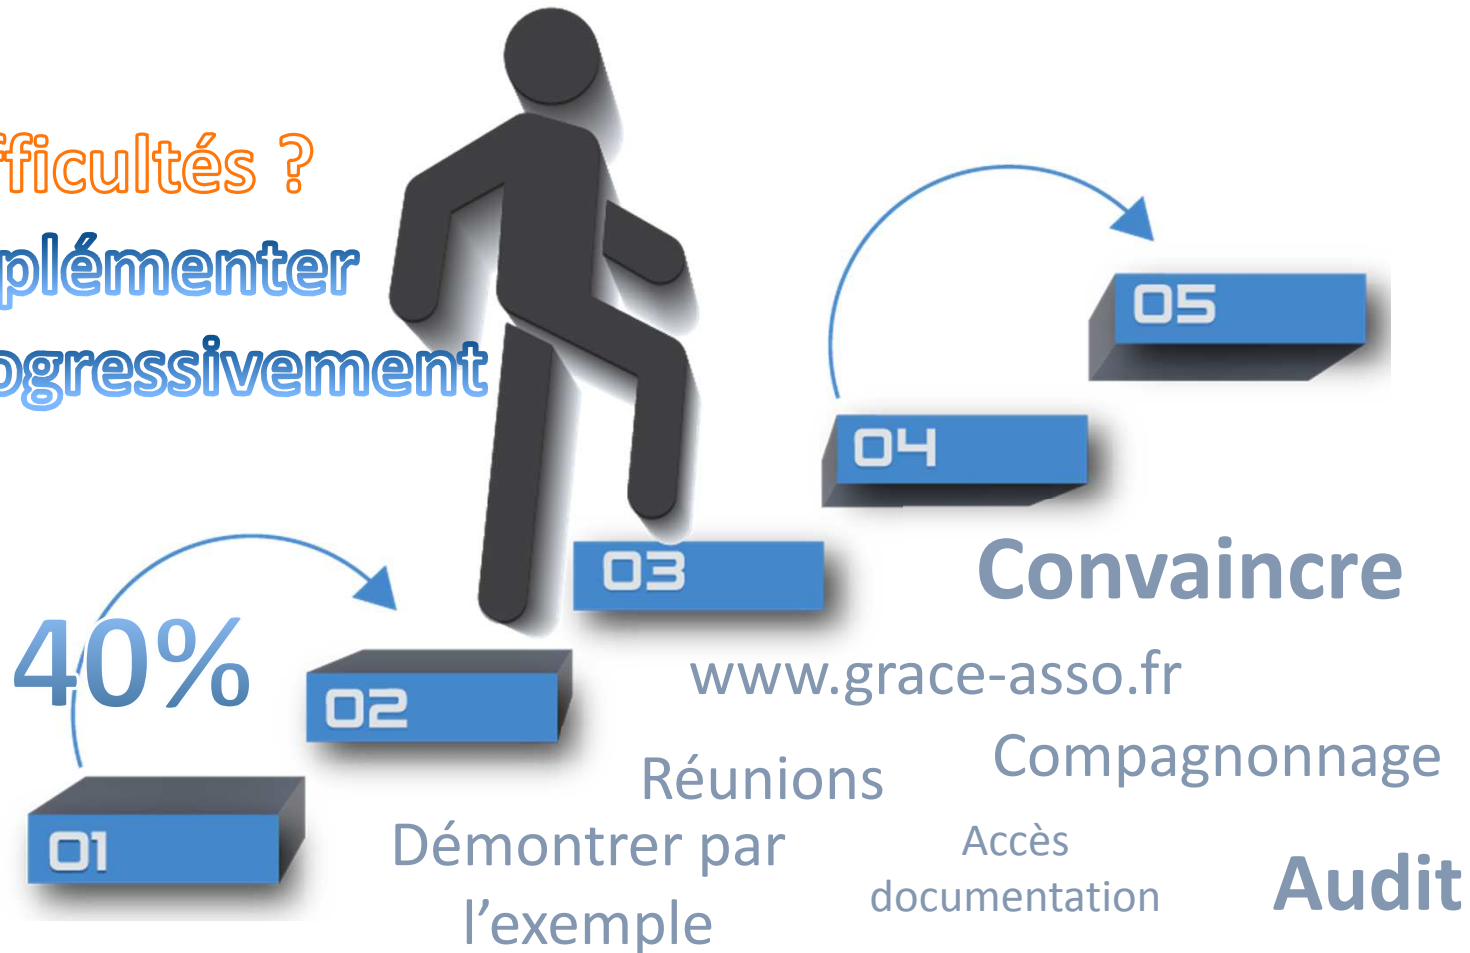 fficultés ?
plémenter
ogressivement
05
04
03
Convaincre
40%
02
www.grace-asso.fr
Compagnonnage
Réunions
01
Démontrer par
l’exemple
Accès
documentation
Audit